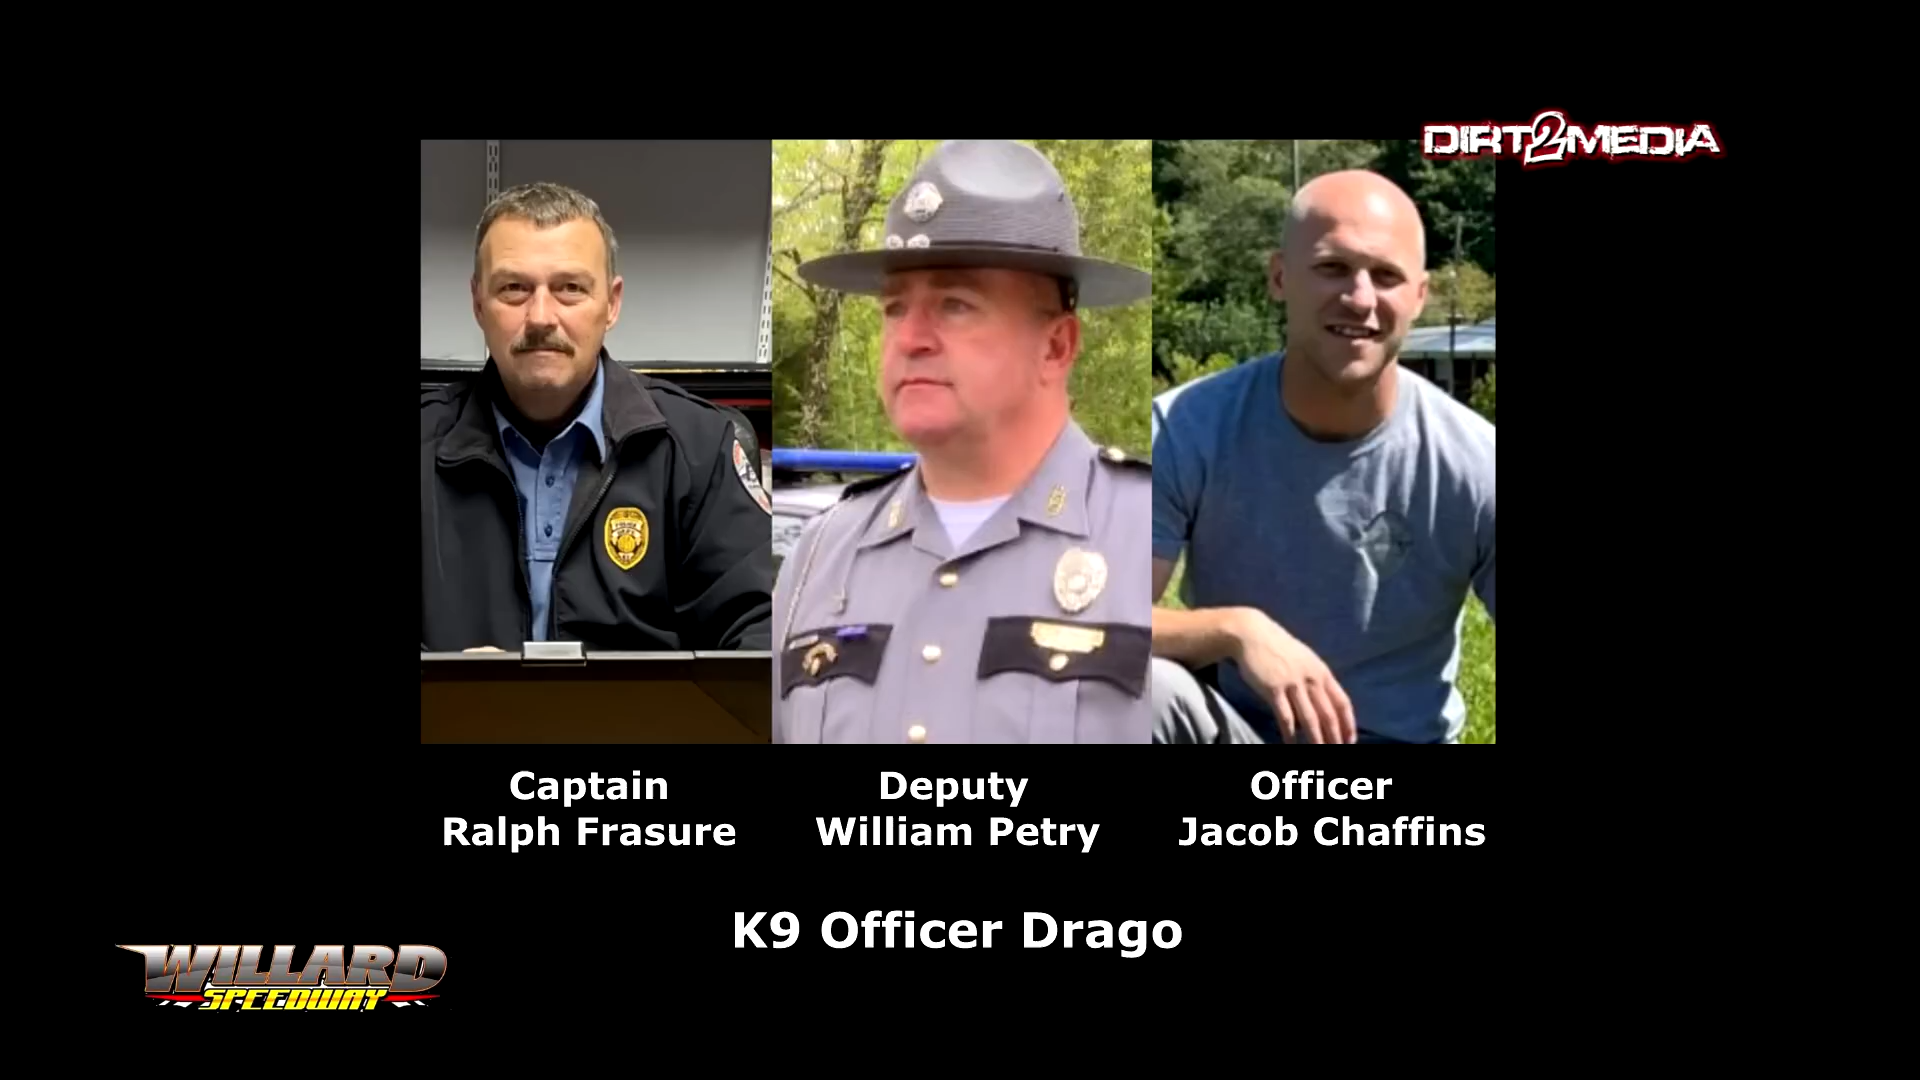 DIRT2MEDIA
Captain
Ralph Frasure
Deputy
William Petry
Officer
Jacob Chaffins
K9 Officer Drago
WILLARD
SPEEDWAY